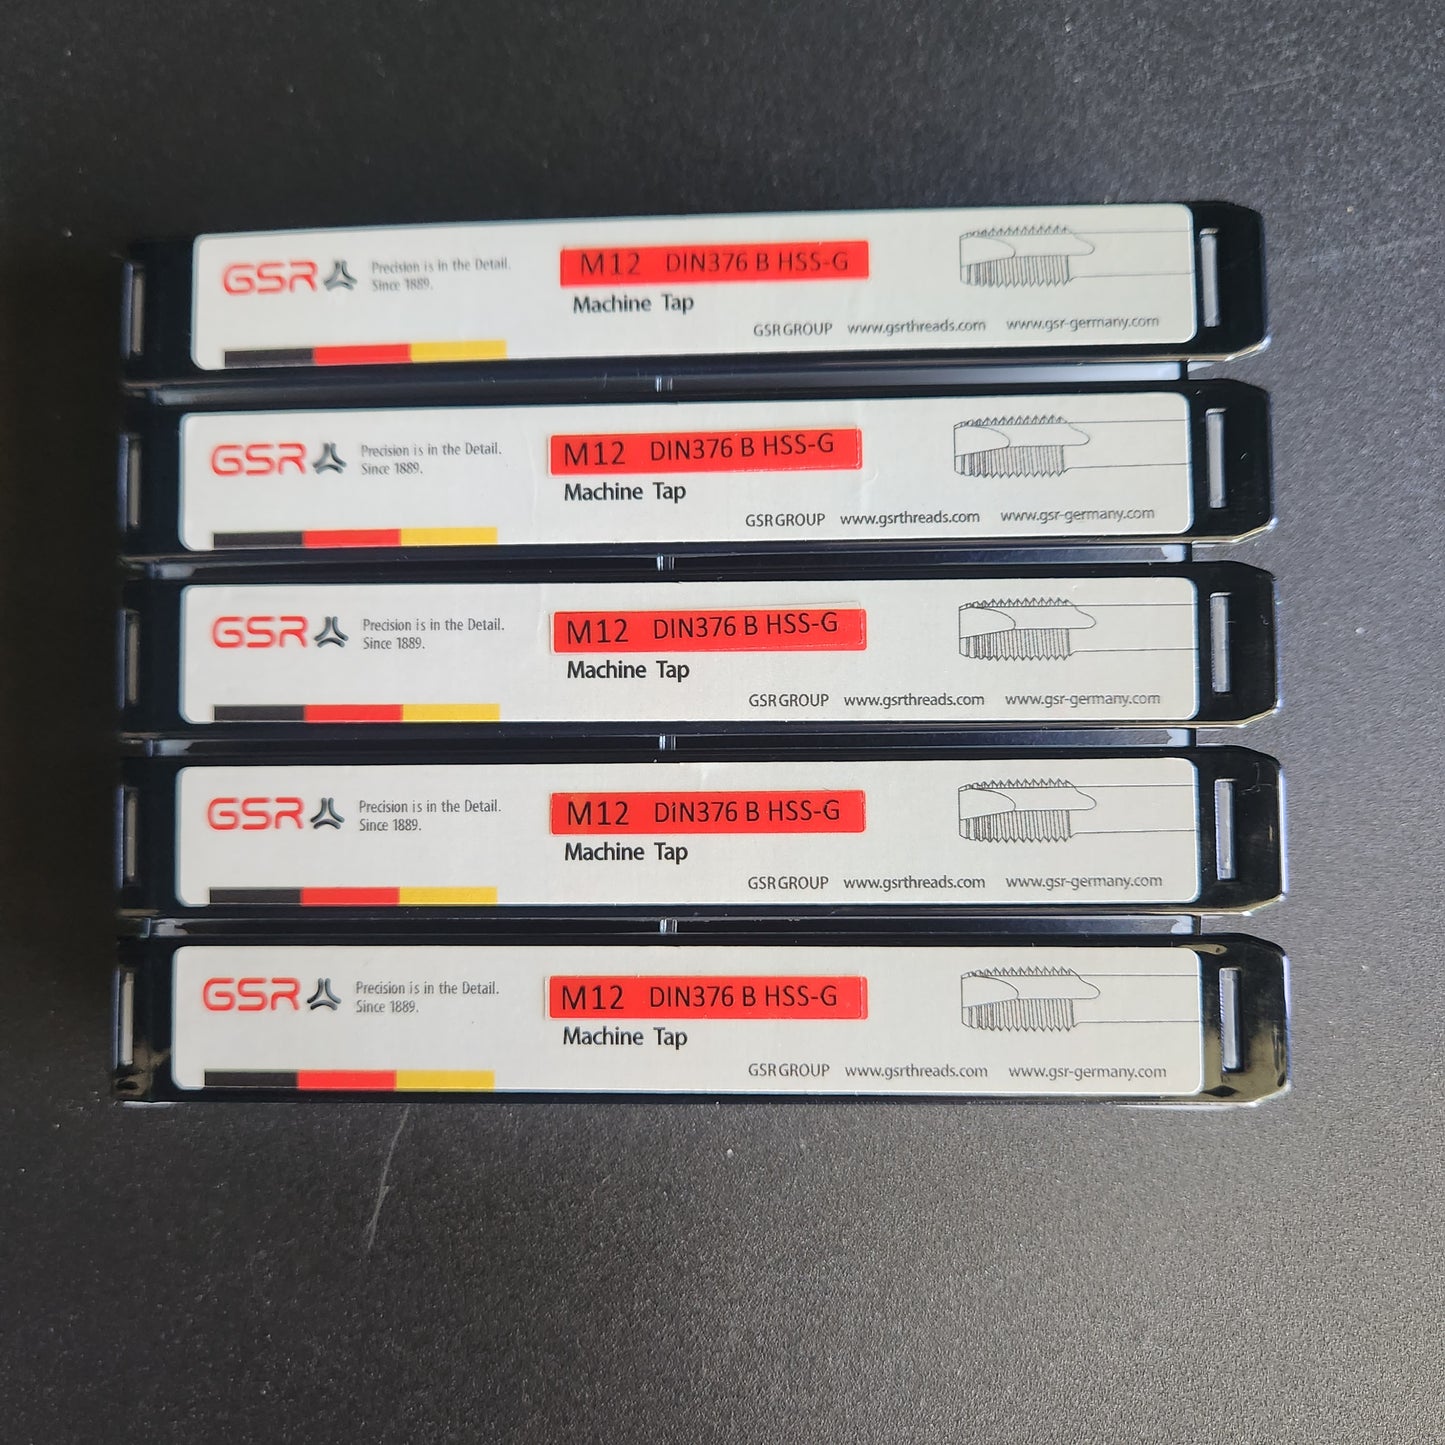 GSR Precision is in the Detail. M12 DIN376 B HSS-G
Since 1889.
Machine Tap
GSR GROUP www.gsrthreads.com www.gsr-germany.com
GSR Precision is in the Detail. M12 DIN376 B HSS-G
Since 1889.
Machine Tap
GSR GROUP www.gsrthreads.com www.gsr-germany.com
GSR Precision is in the Detail. M12 DIN376 B HSS-G
Since 1889.
Machine Tap
GSR GROUP www.gsrthreads.com www.gsr-germany.com
GSR Precision is in the Detail. M12 DIN376 B HSS-G
Since 1889.
Machine Tap
GSR GROUP www.gsrthreads.com www.gsr-germany.com
GSR Precision is in the Detail. M12 DIN376 B HSS-G
Since 1889.
Machine Tap
GSR GROUP www.gsrthreads.com www.gsr-germany.com